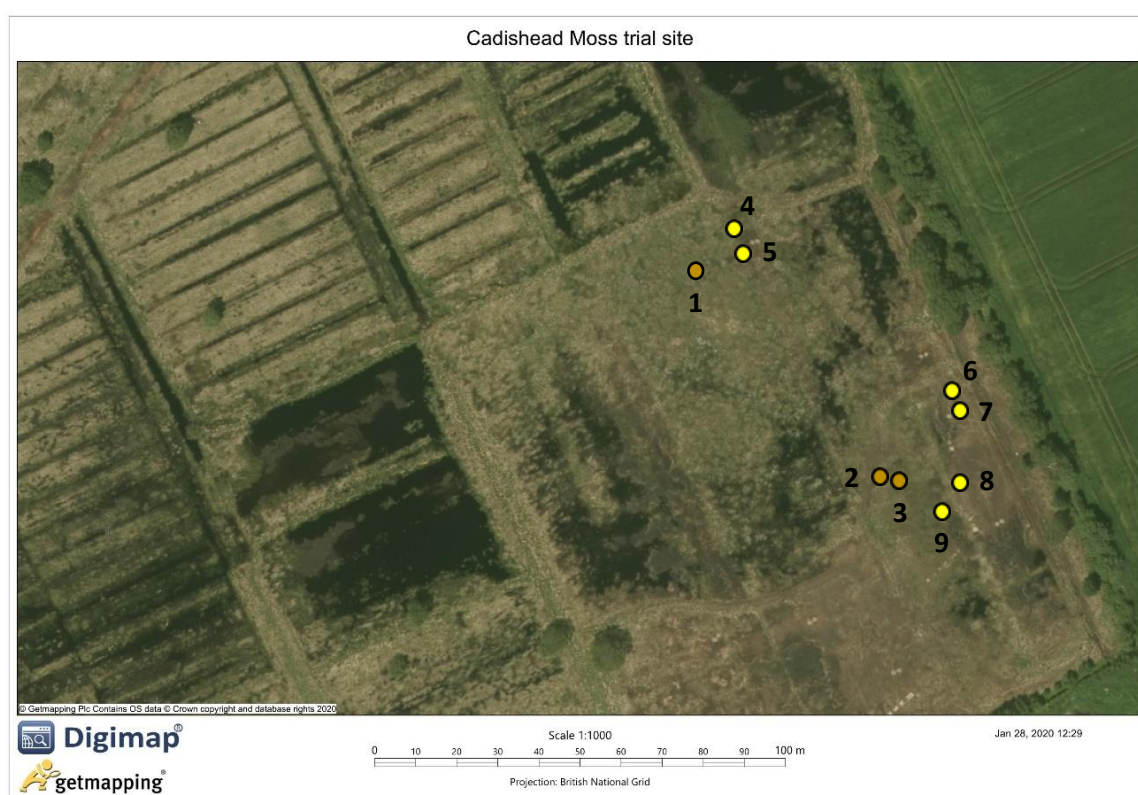 Cadishead Moss trial site
4
5
1
6
7
2
3
8
9
© Getmapping Plc Contains OS data © Crown copyright and database rights 2020
Digimap®
getmapping®
Scale 1:1000
0 10 20 30 40 50 60 70 80 90 100 m
Projection: British National Grid
Jan 28, 2020 12:29